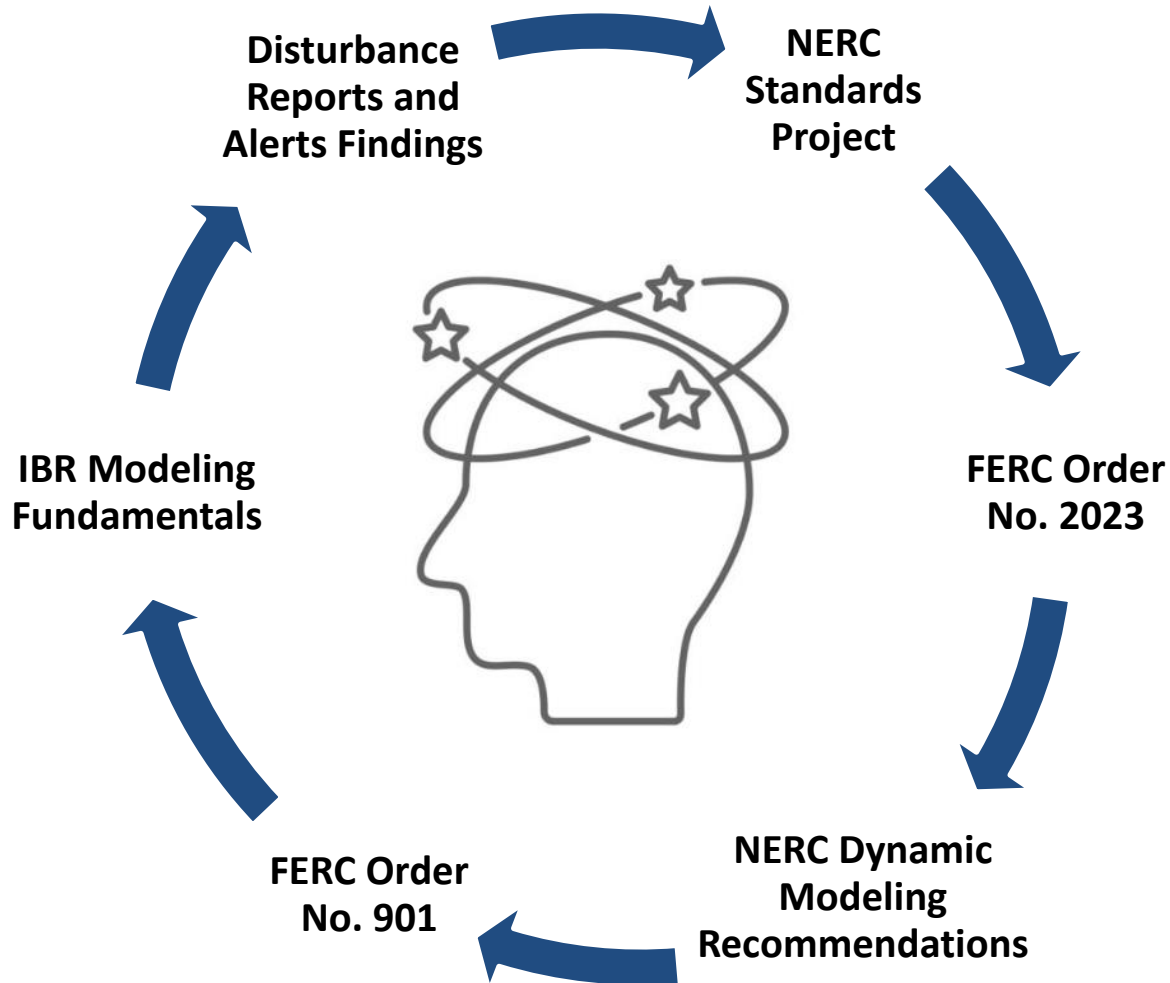 Disturbance
Reports and
Alerts Findings
NERC
Standards
Project
FERC Order
No. 2023
NERC Dynamic
Modeling
Recommendations
FERC Order
No. 901
IBR Modeling
Fundamentals